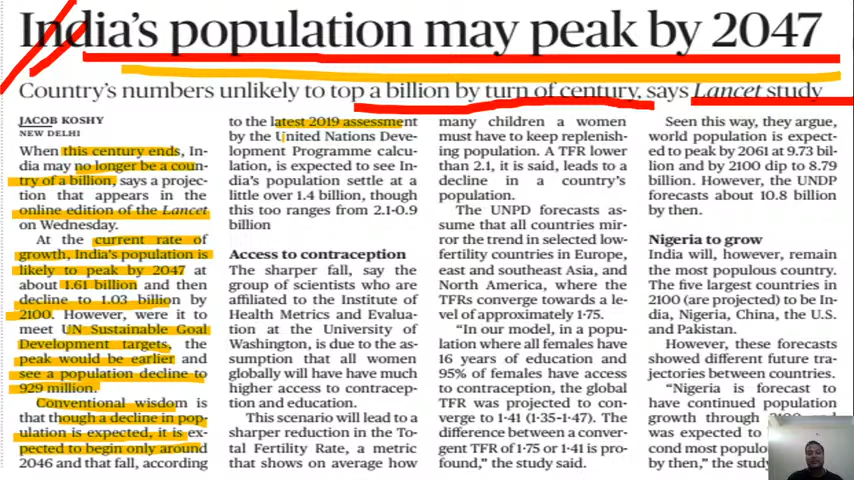 India's population may peak by 2047
Country's numbers unlikely to top a billion by turn of century, says Lancet study
JACOB KOSHY
NEW DELHI
When this century ends, In-
dia may no longer be a coun-
try of a billion, says a projec-
tion that appears in the
online edition of the Lancet
on Wednesday.
At the current rate of
growth, India's population is
likely to peak by 2047 at
about 1.61 billion and then
decline to 1.03 billion by
2100. However, were it to
meet UN Sustainable Goal
Development targets, the
peak would be earlier and
see a population decline to
929 million.
Conventional wisdom is
that though a decline in pop-
ulation is expected, it is ex-
pected to begin only around
2046 and that fall, according
to the latest 2019 assessment
by the United Nations Deve-
lopment Programme calcu-
lation, is expected to see In-
dia's population settle at a
little over 1.4 billion, though
this too ranges from 2.1-0.9
billion
Access to contraception
The sharper fall, say the
group of scientists who are
affiliated to the Institute of
Health Metrics and Evalua-
tion at the University of
Washington, is due to the as-
sumption that all women
globally will have have much
higher access to contracep-
tion and education.
This scenario will lead to a
sharper reduction in the To-
tal Fertility Rate, a metric
that shows on average how
many children a women
must have to keep replenish-
ing population. A TFR lower
than 2.1, it is said, leads to a
decline in a country's
population.
The UNPD forecasts as-
sume that all countries mir-
ror the trend in selected low-
fertility countries in Europe,
east and southeast Asia, and
North America, where the
TFRs converge towards a le-
vel of approximately 1·75.
"In our model, in a popu-
lation where all females have
16 years of education and
95% of females have access
to contraception, the global
TFR was projected to con-
verge to 1·41 (1·35-1·47). The
difference between a conver-
gent TFR of 1·75 or 1·41 is pro-
found," the study said.
Seen this way, they argue,
world population is expect-
ed to peak by 2061 at 9.73 bil-
lion and by 2100 dip to 8.79
billion. However, the UNDP
forecasts about 10.8 billion
by then.
Nigeria to grow
India will, however, remain
the most populous country.
The five largest countries in
2100 (are projected) to be In-
dia, Nigeria, China, the U.S.
and Pakistan.
However, these forecasts
showed different future tra-
jectories between countries.
"Nigeria is forecast to
have continued population
growth through 2100 and
was expected to
cond most populo
by then," the study